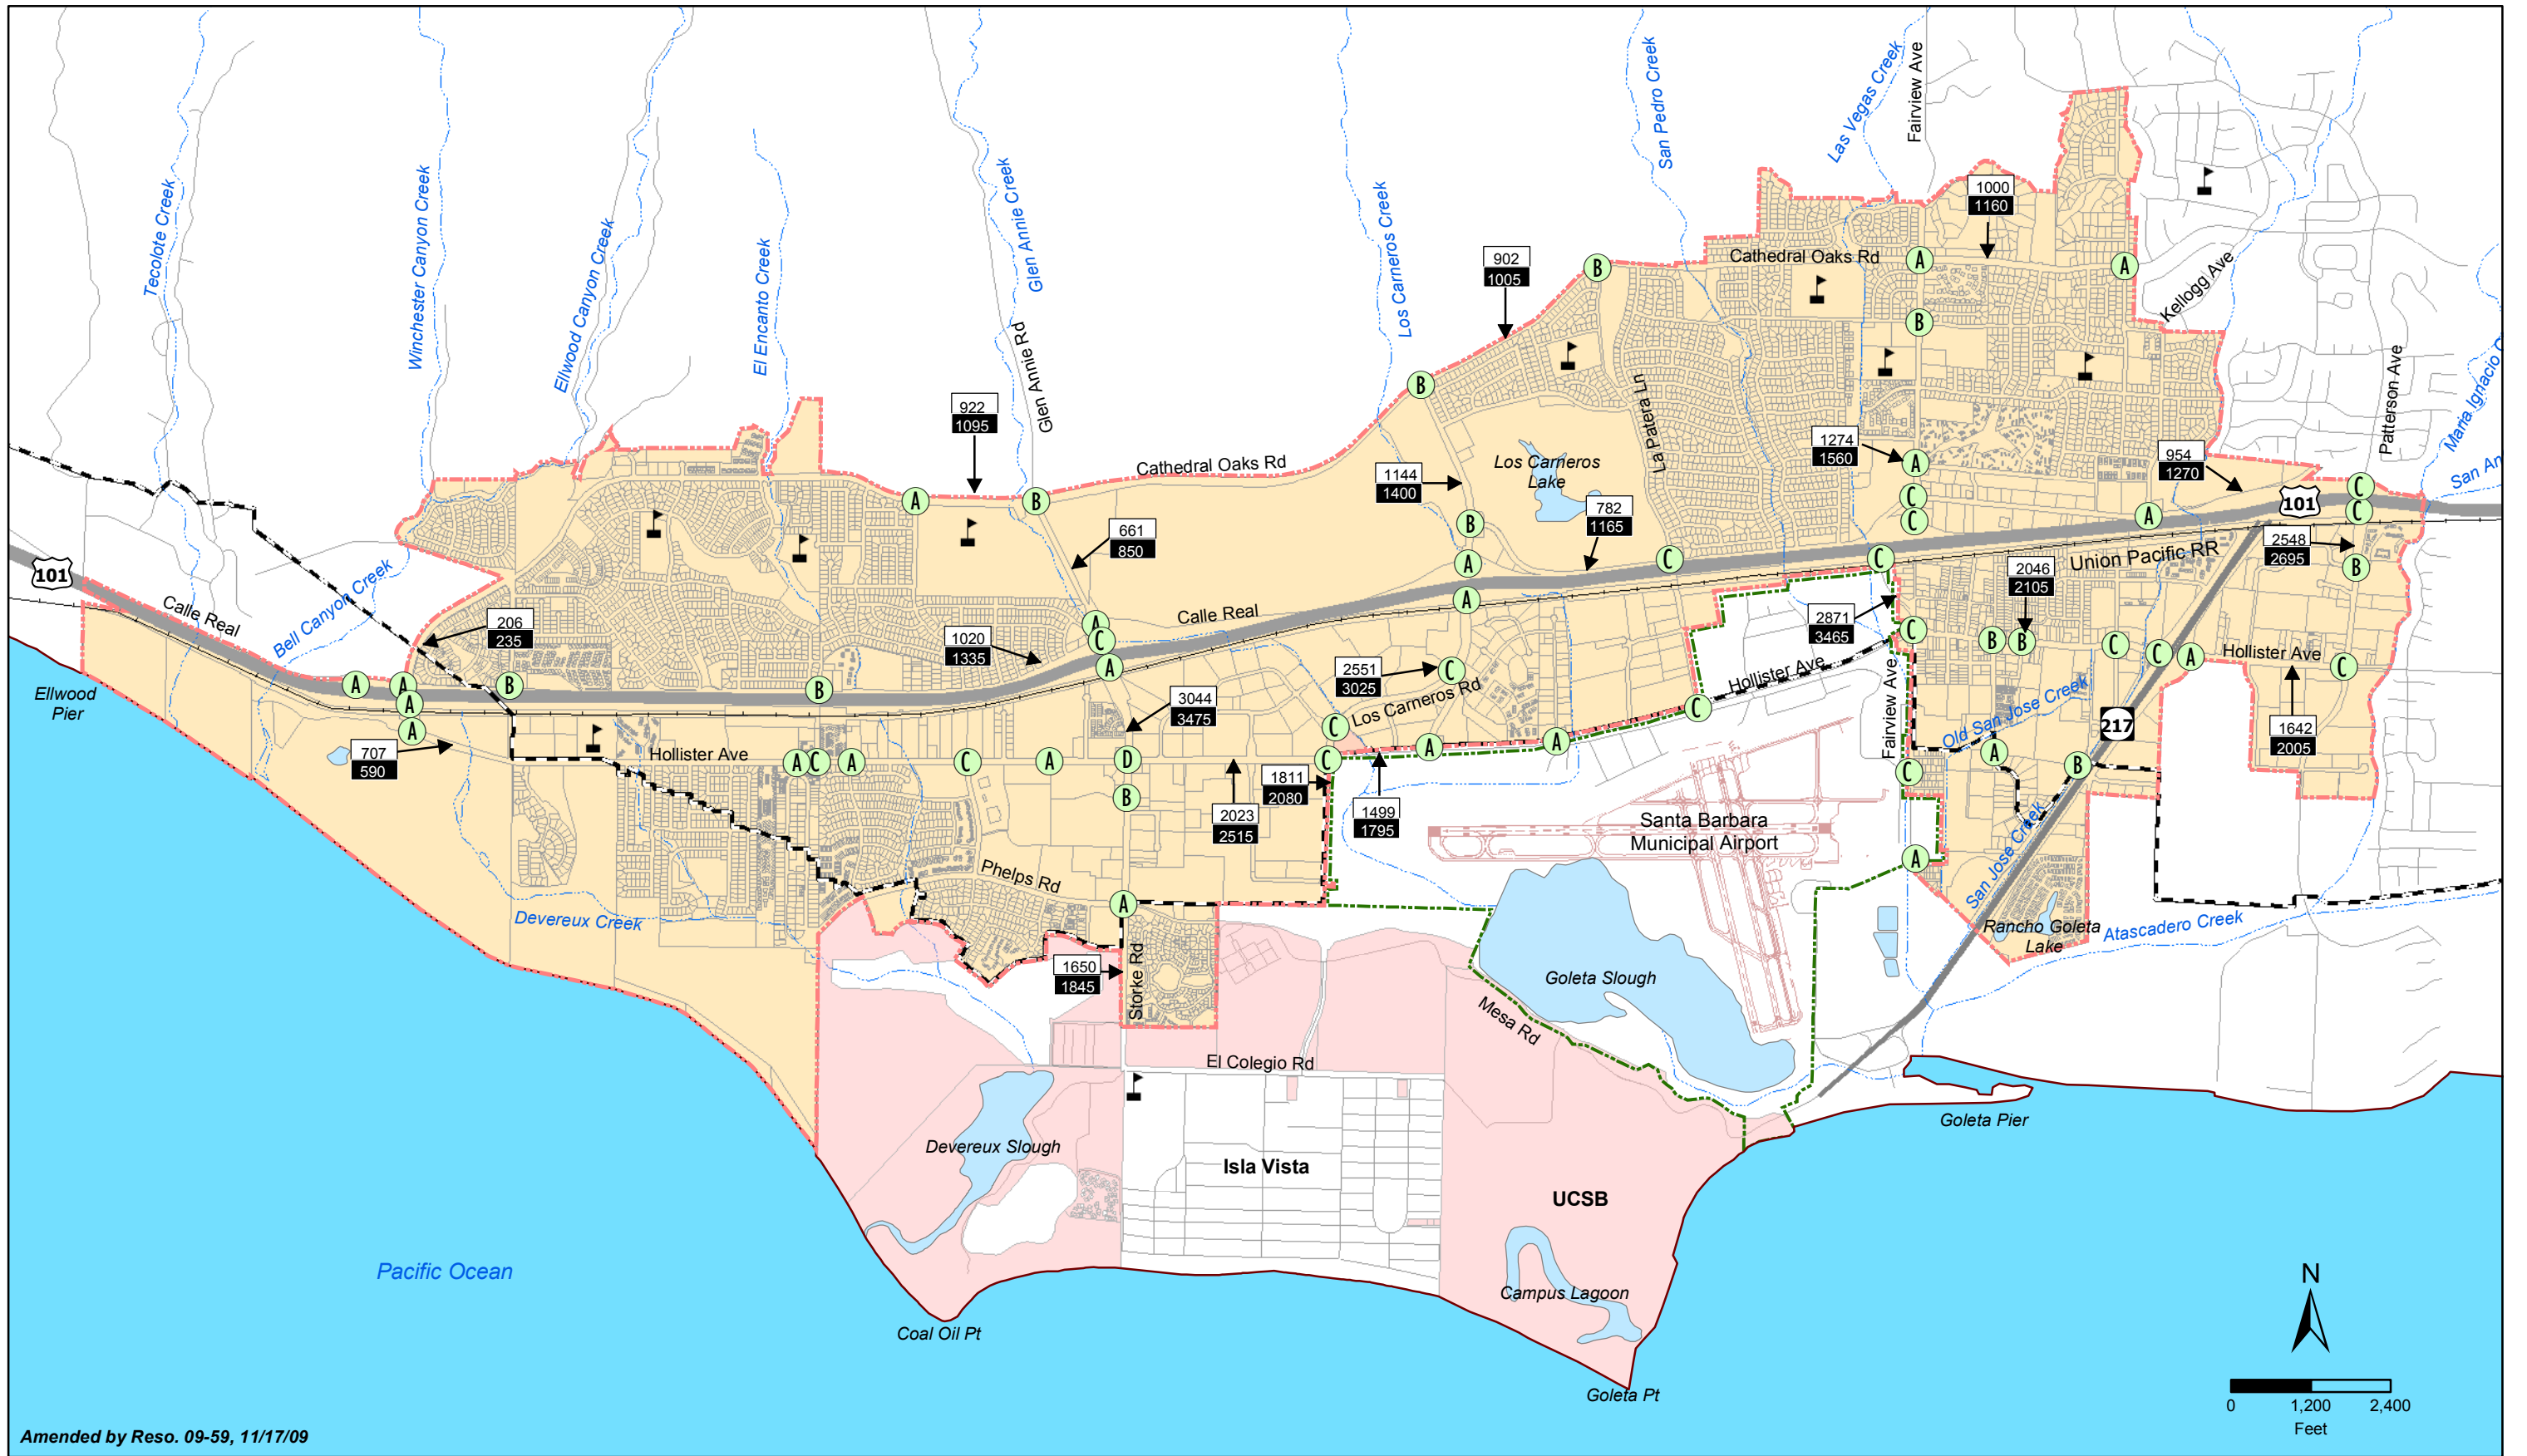 Tecolote Creek
Winchester Canyon Creek
Ellwood Canyon Creek
El Encanto Creek
Glen Annie Creek
Glen Annie Rd
Los Carneros Creek
San Pedro Creek
Las Vegas Creek
Fairview Ave
Kellogg Ave
Patterson Ave
Maria Ignacio C
San An
1000
1160
902
1005
Cathedral Oaks Rd
B
A
A
B
B
922
1095
Cathedral Oaks Rd
A
B
1144
1400
Los Carneros
Lake
La Patera Ln
1274
1560
A
C
C
954
1270
101
C
C
A
B
A
782
1165
C
C
661
850
2548
2695
B
Union Pacific RR
2046
2105
101
Calle Real
Bell Canyon Creek
206
235
1020
1335
A
C
A
Calle Real
A
2551
3025
C
Los Carneros Rd
2871
3465
C
B
B
C
C
A
Hollister Ave
C
Ellwood
Pier
A
A
A
A
B
B
707
590
3044
3475
C
Hollister Ave
C
Fairview Ave
Old San Jose Creek
217
1642
2005
Hollister Ave
A
C
A
C
A
D
B
C
A
A
1811
2080
2023
2515
1499
1795
C
A
B
Santa Barbara
Municipal Airport
San Jose Creek
A
Phelps Rd
A
Devereux Creek
Rancho Goleta
Lake
Atascadero Creek
1650
1845
Storke Rd
Goleta Slough
Mesa Rd
El Colegio Rd
Goleta Pier
Devereux Slough
Isla Vista
UCSB
Pacific Ocean
Campus Lagoon
Coal Oil Pt
Goleta Pt
N
0
1,200
2,400
Feet
Amended by Reso. 09-59, 11/17/09